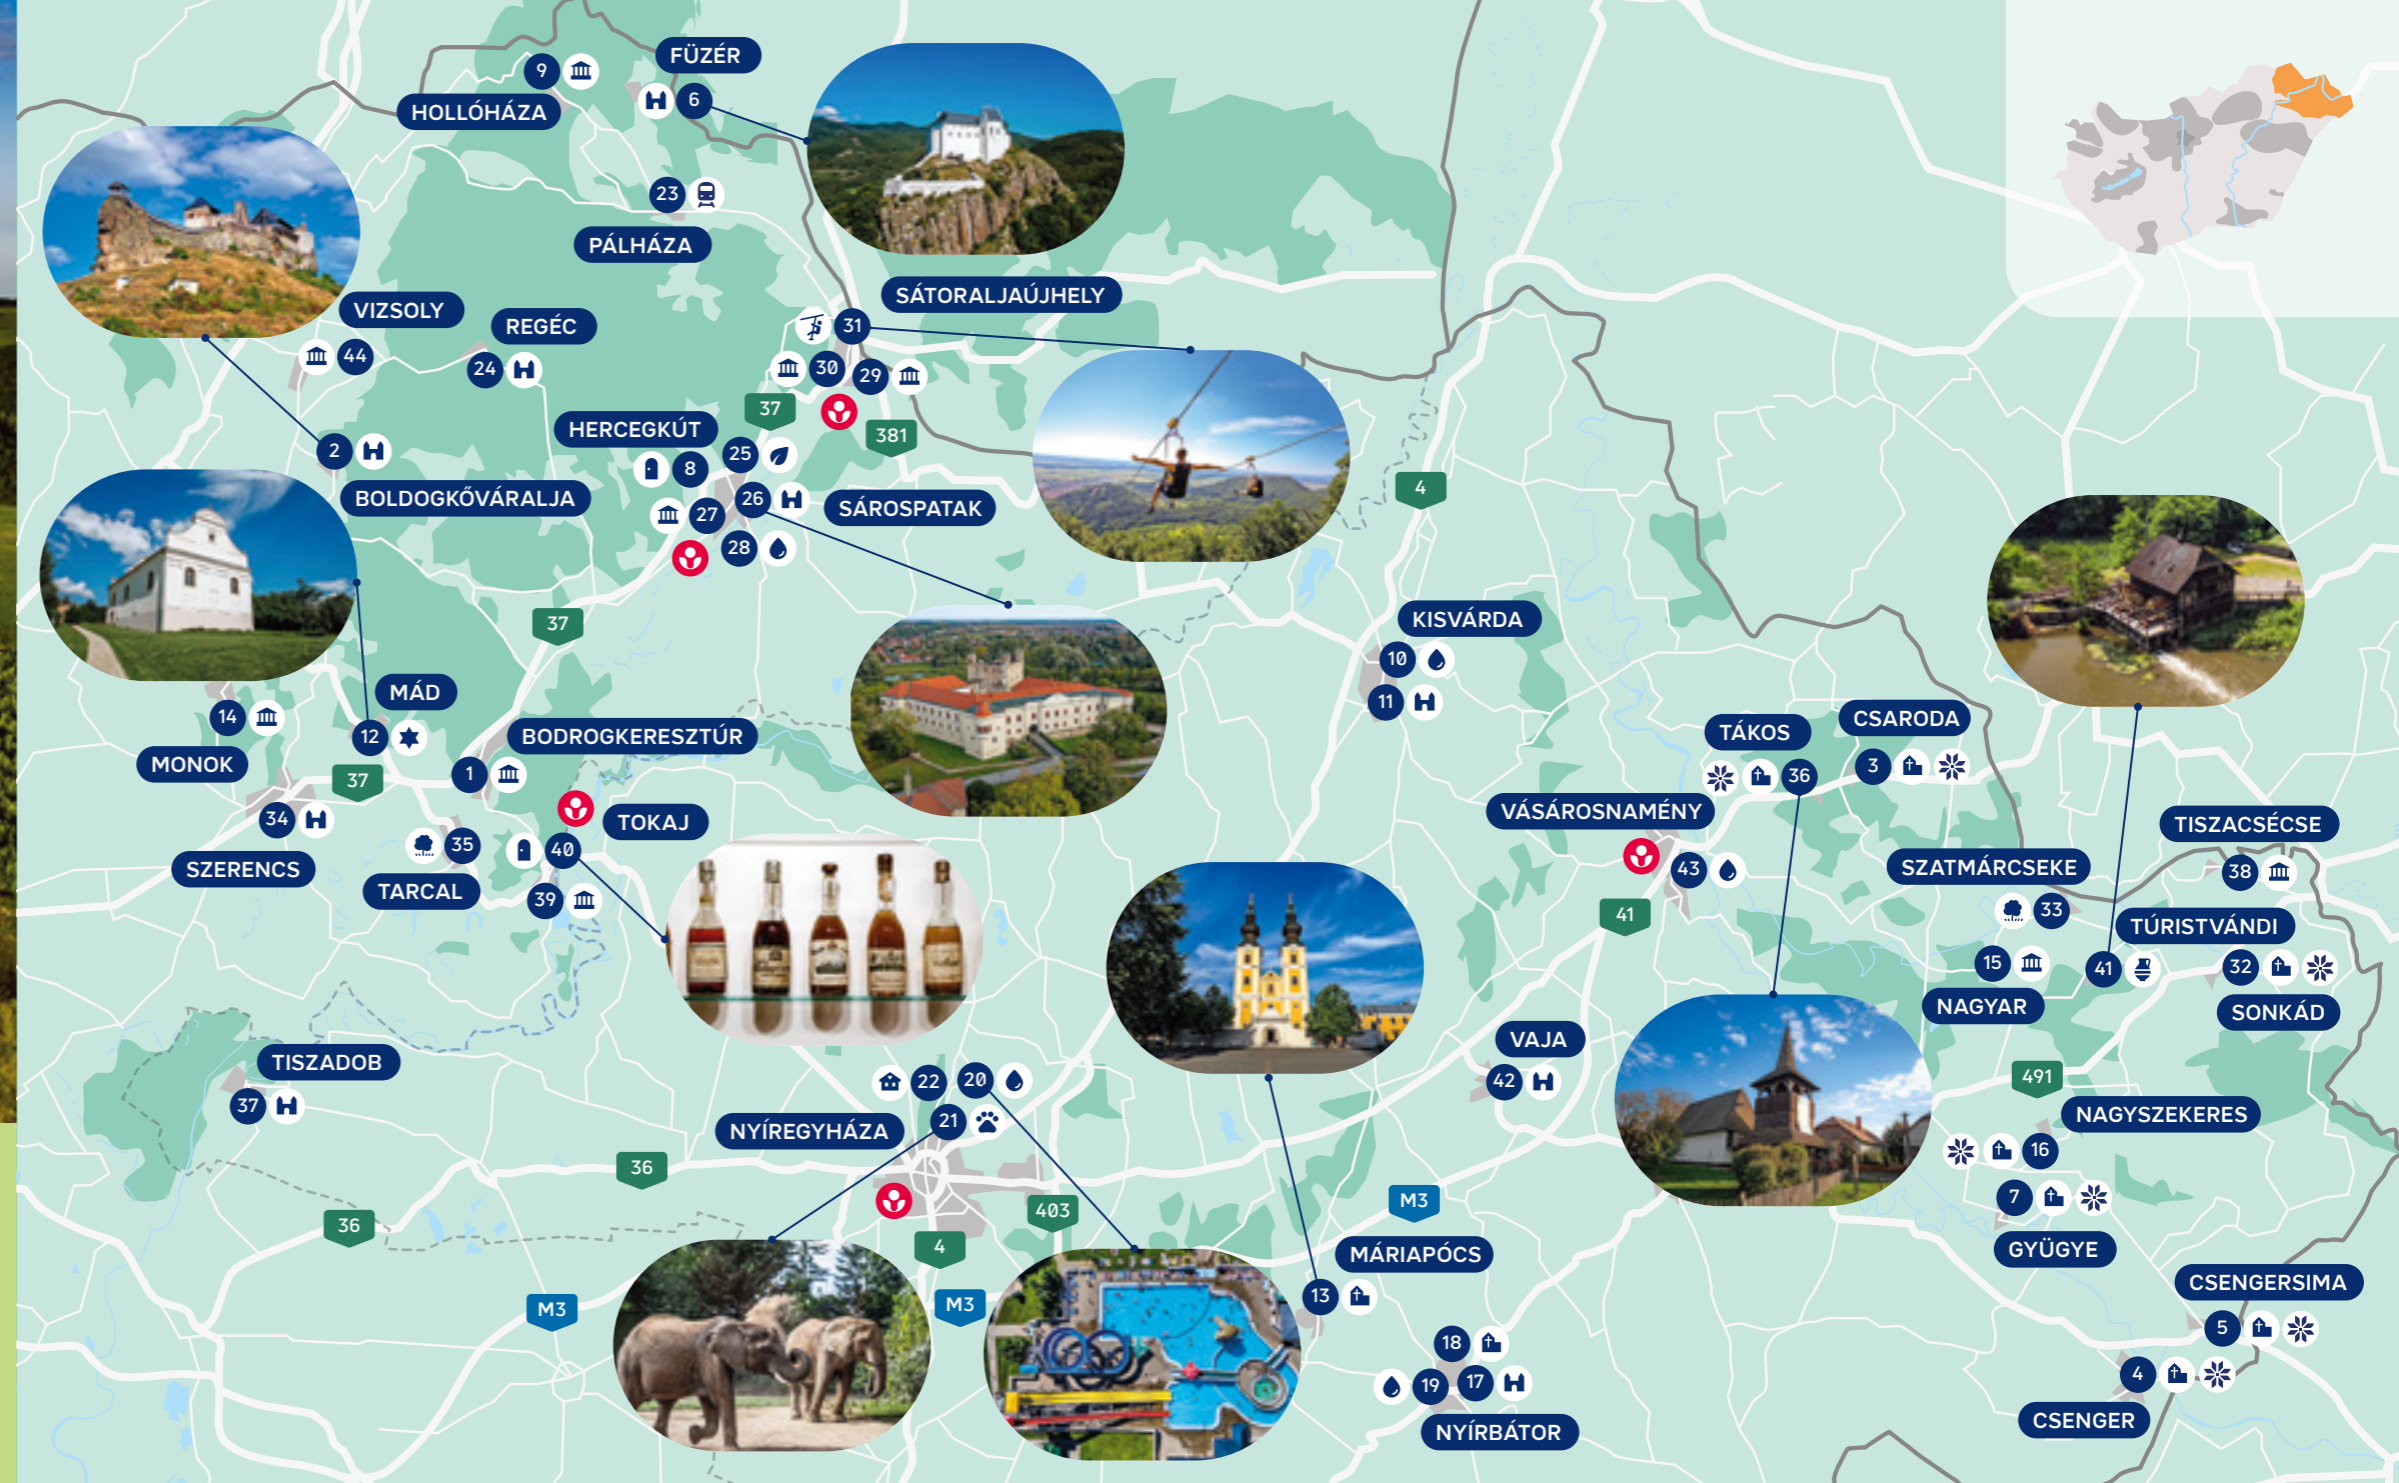 FÜZÉR
9
HOLLÓHÁZA
6
23
PÁLHÁZA
SÁTORALJAÚJHELY
31
VIZSOLY
44
REGÉC
24
30
29
37
381
HERCEGKÚT
25
8
2
BOLDOGKŐVÁRALJA
26
SÁROSPATAK
27
28
4
37
KISVÁRDA
10
11
MÁD
14
12
MONOK
BODROGKERESZTÚR
37
1
34
SZERENCS
TOKAJ
35
40
TARCAL
39
TÁKOS
CSARODA
36
3
VÁSÁROSNAMÉNY
43
41
TISZACSÉCSE
38
SZATMÁRCSEKE
33
TÚRISTVÁNDI
15
41
32
NAGYAR
SONKÁD
TISZADOB
37
VAJA
42
22
20
21
NYÍREGYHÁZA
491
NAGYSZEKERES
16
7
GYÜGYE
36
36
403
4
M3
M3
M3
MÁRIAPÓCS
13
CSENGERSIMA
5
4
CSENGER
18
19
17
NYÍRBÁTOR